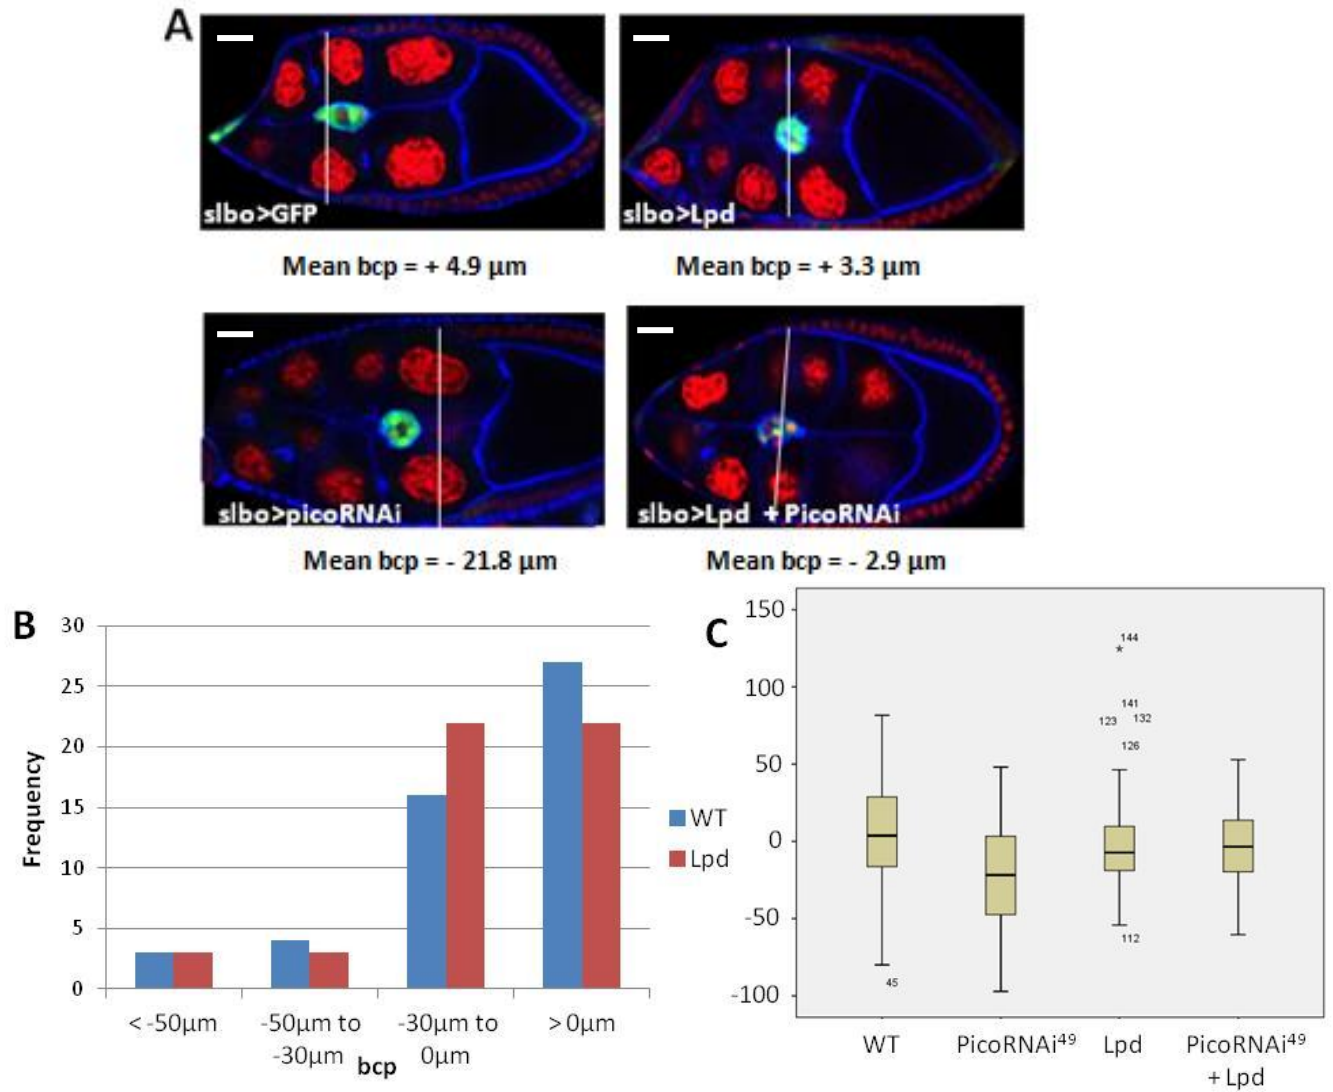 A
slbo>GFP
slbo>Lpd
Mean bcp = + 4.9 µm
Mean bcp = + 3.3 µm
slbo>picoRNAi
slbo>Lpd + PicoRNAi
Mean bcp = - 21.8 µm
Mean bcp = - 2.9 µm
B
30
25
20
15
10
5
0
Frequency
< -50µm
-50µm to
-30µm
-30µm to
0µm
> 0µm
bcp
WT
Lpd
C
150
100
50
0
-50
-100
45
144
141
123
132
126
112
WT
PicoRNAi⁴⁹
Lpd
PicoRNAi⁴⁹
+ Lpd